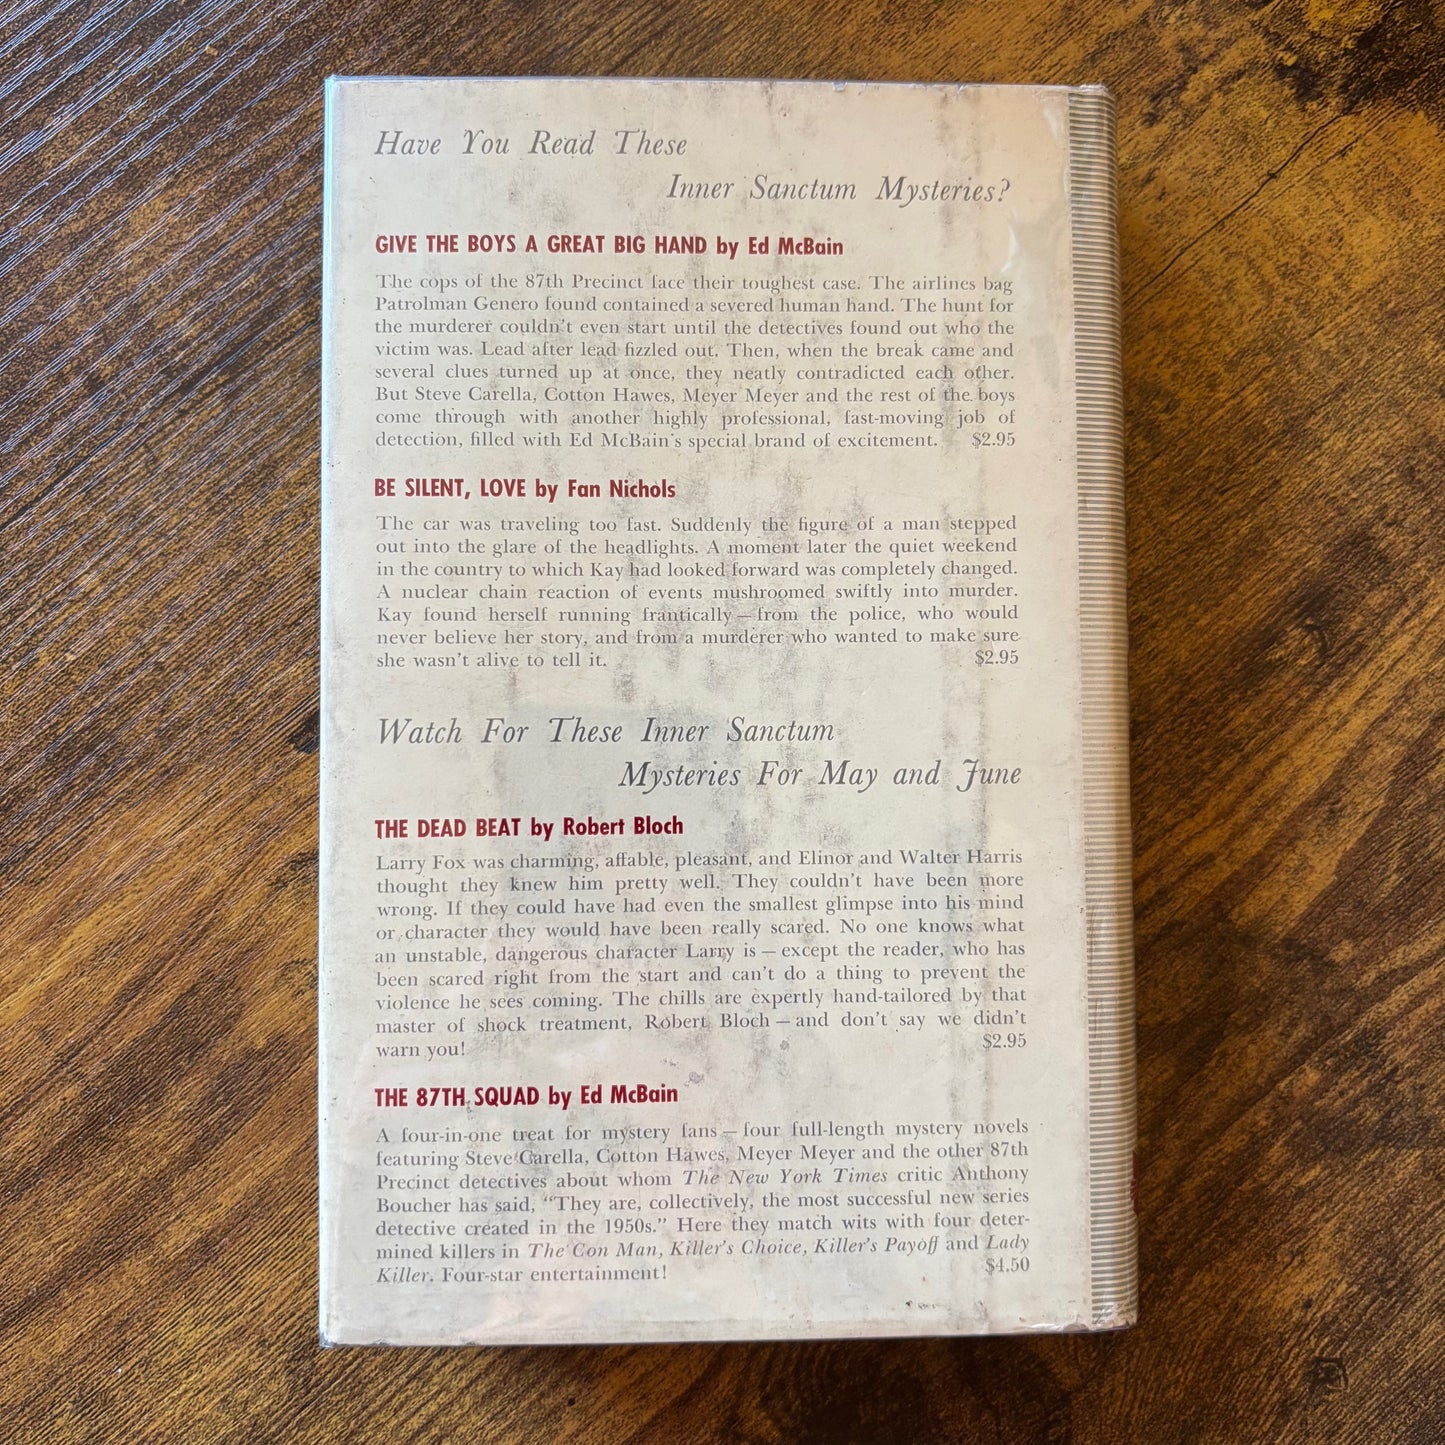 Have You Read These
Inner Sanctum Mysteries?
GIVE THE BOYS A GREAT BIG HAND by Ed McBain
The cops of the 87th Precinct face their toughest case. The airlines bag
Patrolman Genero found contained a severed human hand. The hunt for
the murderer couldn't even start until the detectives found out who the
victim was. Lead after lead fizzled out. Then, when the break came and
several clues turned up at once, they neatly contradicted each other.
But Steve Carella, Cotton Hawes, Meyer Meyer and the rest of the boys
come through with another highly professional, fast-moving job of
detection, filled with Ed McBain's special brand of excitement. $2.95
BE SILENT, LOVE by Fan Nichols
The car was traveling too fast. Suddenly the figure of a man stepped
out into the glare of the headlights. A moment later the quiet weekend
in the country to which Kay had looked forward was completely changed.
A nuclear chain reaction of events mushroomed swiftly into murder.
Kay found herself running frantically — from the police, who would
never believe her story, and from a murderer who wanted to make sure
she wasn't alive to tell it. $2.95
Watch For These Inner Sanctum
Mysteries For May and June
THE DEAD BEAT by Robert Bloch
Larry Fox was charming, affable, pleasant, and Elinor and Walter Harris
thought they knew him pretty well. They couldn't have been more
wrong. If they could have had even the smallest glimpse into his mind
or character they would have been really scared. No one knows what
an unstable, dangerous character Larry is — except the reader, who has
been scared right from the start and can't do a thing to prevent the
violence he sees coming. The chills are expertly hand-tailored by that
master of shock treatment, Robert Bloch — and don't say we didn't
warn you! $2.95
THE 87TH SQUAD by Ed McBain
A four-in-one treat for mystery fans — four full-length mystery novels
featuring Steve Carella, Cotton Hawes, Meyer Meyer and the other 87th
Precinct detectives about whom The New York Times critic Anthony
Boucher has said, "They are, collectively, the most successful new series
detective created in the 1950s." Here they match wits with four deter-
mined killers in The Con Man, Killer's Choice, Killer's Payoff and Lady
Killer. Four-star entertainment! $4.50